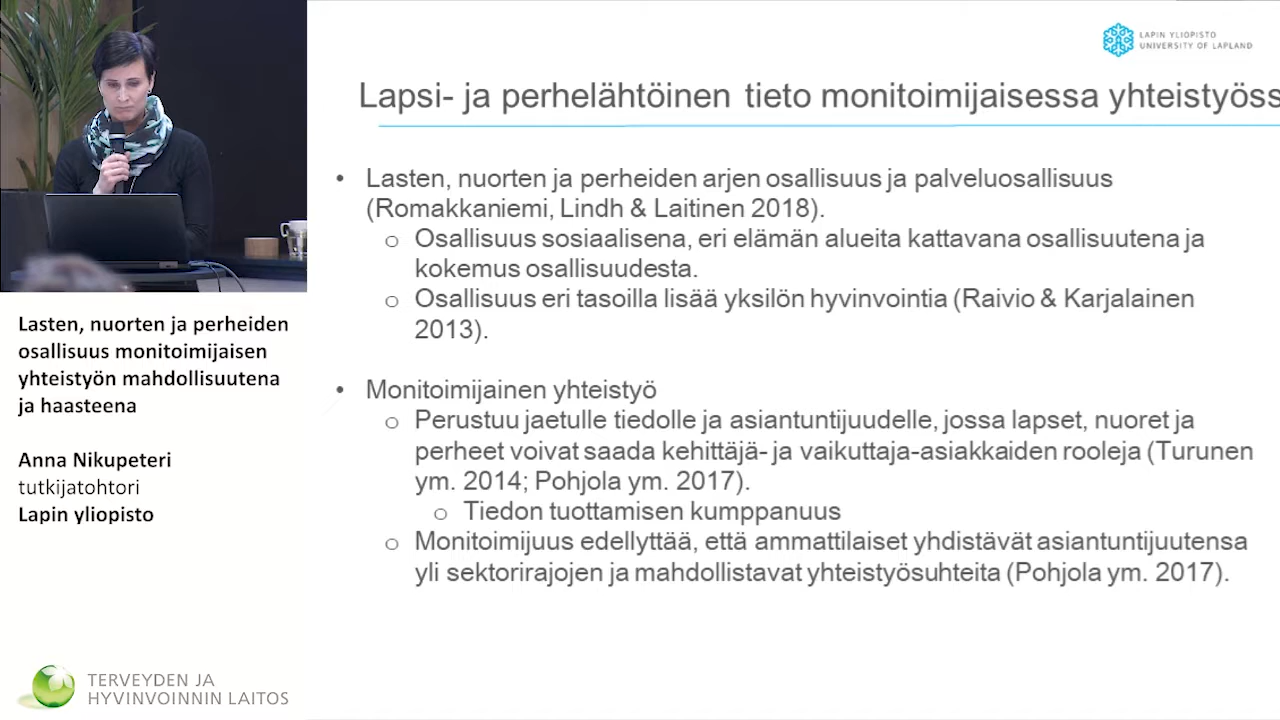 LAPIN YLIOPISTO
UNIVERSITY OF LAPLAND
Lapsi- ja perhelähtöinen tieto monitoimijaisessa yhteistyöss
• Lasten, nuorten ja perheiden arjen osallisuus ja palveluosallisuus
(Romakkaniemi, Lindh & Laitinen 2018).
o Osallisuus sosiaalisena, eri elämän alueita kattavana osallisuutena ja
kokemus osallisuudesta.
o Osallisuus eri tasoilla lisää yksilön hyvinvointia (Raivio & Karjalainen
2013).
• Monitoimijainen yhteistyö
o Perustuu jaetulle tiedolle ja asiantuntijuudelle, jossa lapset, nuoret ja
perheet voivat saada kehittäjä- ja vaikuttaja-asiakkaiden rooleja (Turunen
ym. 2014; Pohjola ym. 2017).
o Tiedon tuottamisen kumppanuus
o Monitoimijuus edellyttää, että ammattilaiset yhdistävät asiantuntijuutensa
yli sektorirajojen ja mahdollistavat yhteistyösuhteita (Pohjola ym. 2017).
Lasten, nuorten ja perheiden
osallisuus monitoimijaisen
yhteistyön mahdollisuutena
ja haasteena
Anna Nikupeteri
tutkijatohtori
Lapin yliopisto
TERVEYDEN JA
HYVINVOINNIN LAITOS